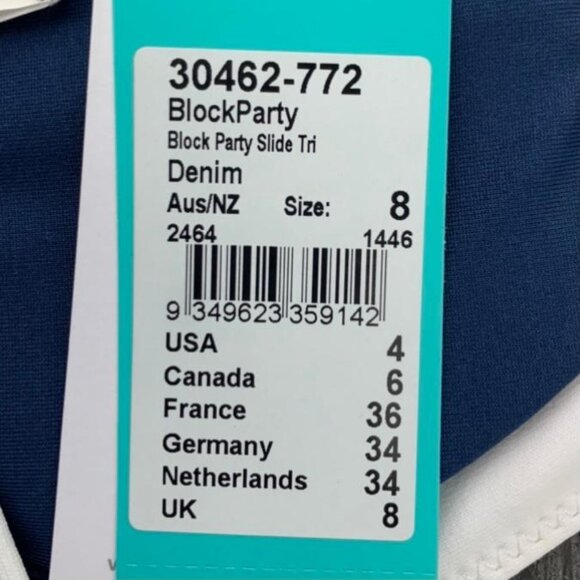 30462-772
BlockParty
Block Party Slide Tri
Denim
Aus/NZ Size: 8
2464 1446
9 349623 359142
USA 4
Canada 6
France 36
Germany 34
Netherlands 34
UK 8